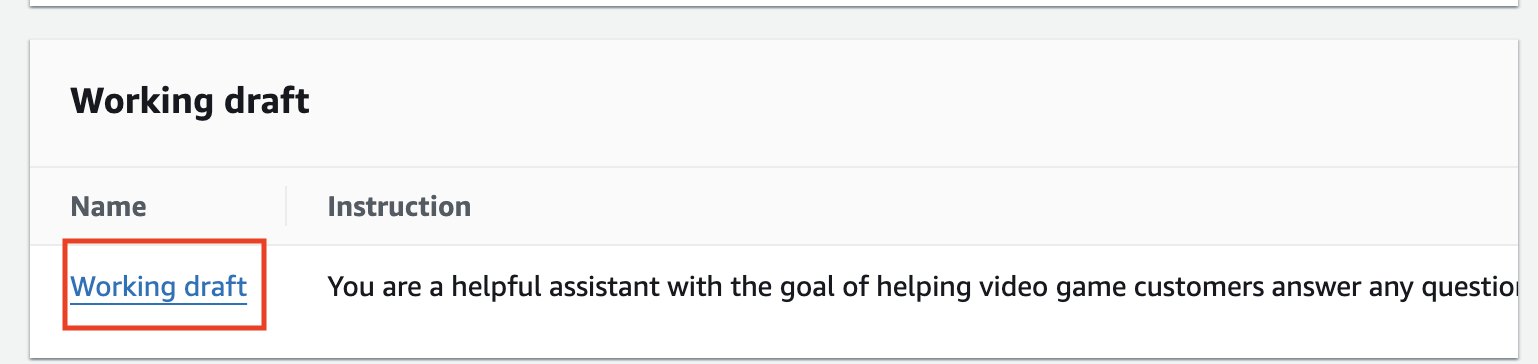 Working draft
Name Instruction
Working draft You are a helpful assistant with the goal of helping video game customers answer any